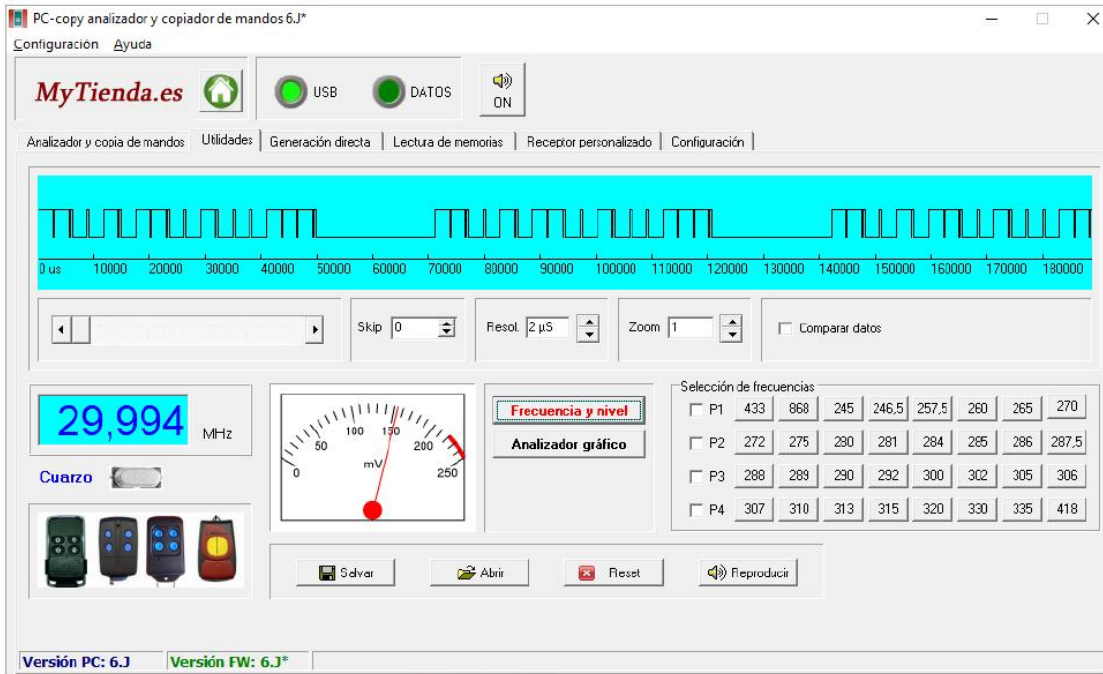 PC-copy analizador y copiador de mandos 6.J*
Configuración Ayuda
MyTienda.es USB DATOS ON
Analizador y copia de mandos Utilidades Generación directa Lectura de memorias Receptor personalizado Configuración
0 us 10000 20000 30000 40000 50000 60000 70000 80000 90000 100000 110000 120000 130000 140000 150000 160000 170000 180000
Skip 0 Resol. 2 µS Zoom 1 Comparar datos
29,994 MHz
Cuarzo
0 50 100 150 200 250
mV
Frecuencia y nivel
Analizador gráfico
Selección de frecuencias
P1 433 868 245 246,5 257,5 260 265 270
P2 272 275 280 281 284 285 286 287,5
P3 288 289 290 292 300 302 305 306
P4 307 310 313 315 320 330 335 418
Salvar Abrir Reset Reproducir
Versión PC: 6.J Versión FW: 6.J*